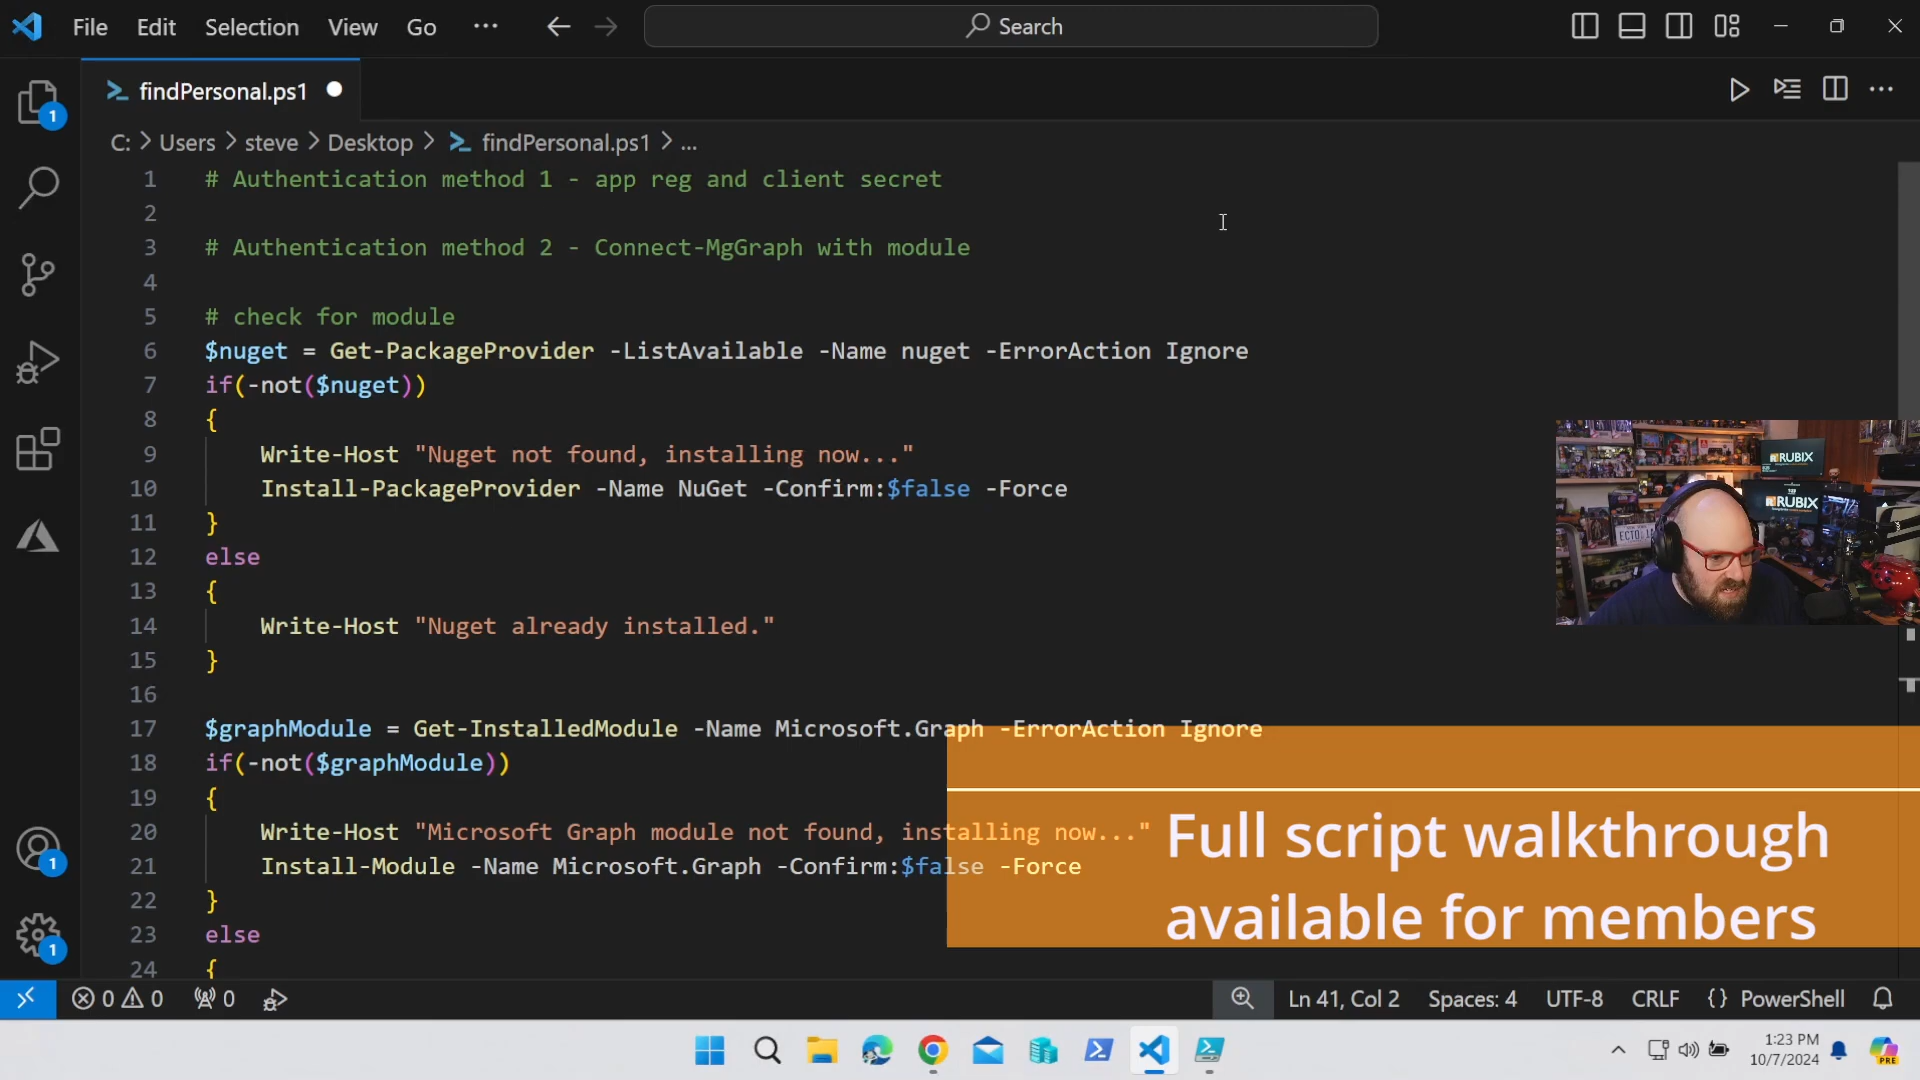 File Edit Selection View Go ··· Search
findPersonal.ps1
C: > Users > steve > Desktop > findPersonal.ps1 > ...
1 # Authentication method 1 - app reg and client secret
2
3 # Authentication method 2 - Connect-MgGraph with module
4
5 # check for module
6 $nuget = Get-PackageProvider -ListAvailable -Name nuget -ErrorAction Ignore
7 if(-not($nuget))
8 {
9 Write-Host "Nuget not found, installing now..."
10 Install-PackageProvider -Name NuGet -Confirm:$false -Force
11 }
12 else
13 {
14 Write-Host "Nuget already installed."
15 }
16
17 $graphModule = Get-InstalledModule -Name Microsoft.Graph -ErrorAction Ignore
18 if(-not($graphModule))
19 {
20 Write-Host "Microsoft Graph module not found, installing now..."
21 Install-Module -Name Microsoft.Graph -Confirm:$false -Force
22 }
23 else
24 {
1
1
1
RUBIX
RUBIX
Full script walkthrough
available for members
0 0 0 Ln 41, Col 2 Spaces: 4 UTF-8 CRLF {} PowerShell
1:23 PM
10/7/2024
PRE